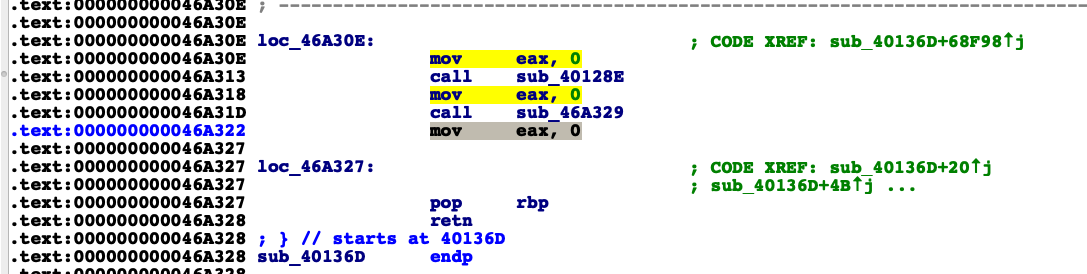 .text:000000000046A30E ; ---------------------------------------------------------------------------
.text:000000000046A30E
.text:000000000046A30E loc_46A30E: ; CODE XREF: sub_40136D+68F98↑j
.text:000000000046A30E mov eax, 0
.text:000000000046A313 call sub_40128E
.text:000000000046A318 mov eax, 0
.text:000000000046A31D call sub_46A329
.text:000000000046A322 mov eax, 0
.text:000000000046A327
.text:000000000046A327 loc_46A327: ; CODE XREF: sub_40136D+20↑j
.text:000000000046A327 ; sub_40136D+4B↑j ...
.text:000000000046A327 pop rbp
.text:000000000046A328 retn
.text:000000000046A328 ; } // starts at 40136D
.text:000000000046A328 sub_40136D endp
.text:000000000046A328